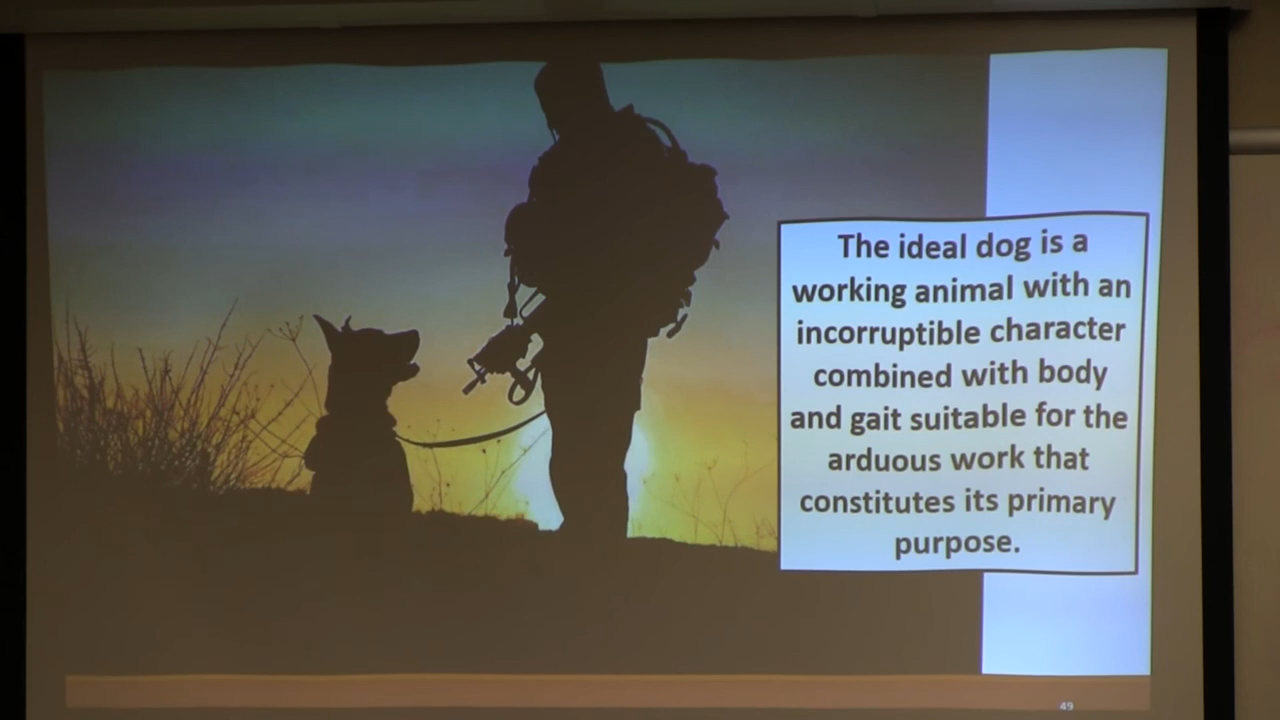 The ideal dog is a
working animal with an
incorruptible character
combined with body
and gait suitable for the
arduous work that
constitutes its primary
purpose.
49